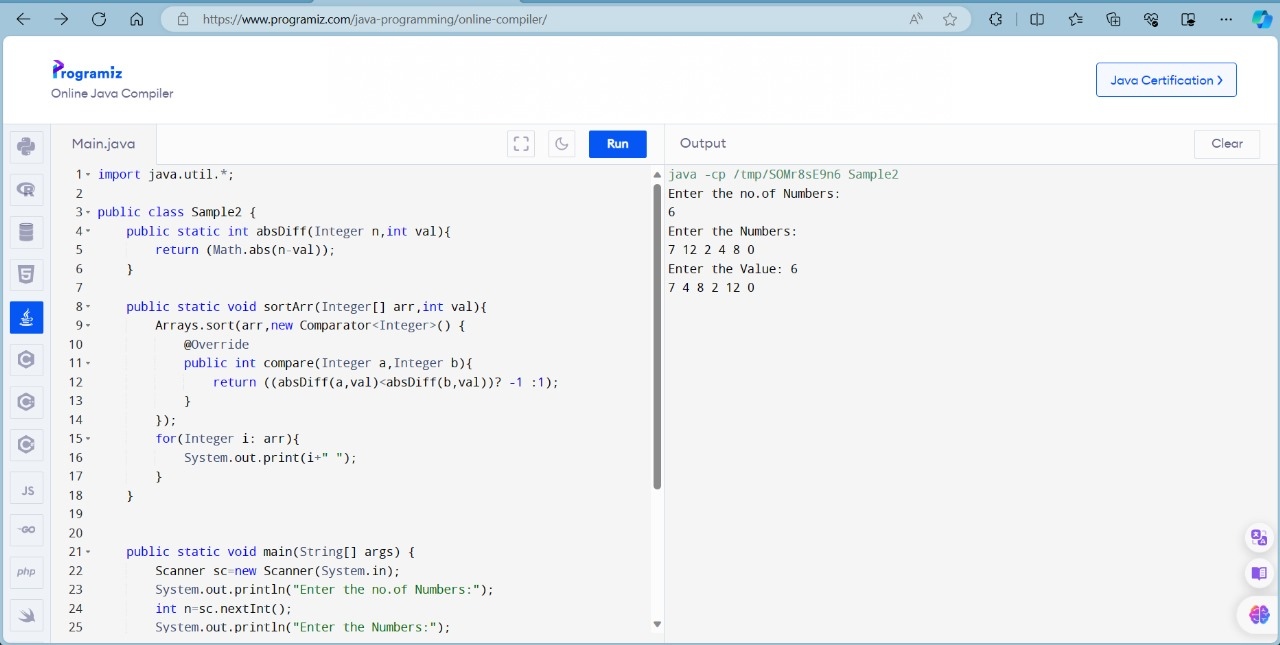 https://www.programiz.com/java-programming/online-compiler/
Programiz
Online Java Compiler
Java Certification >
Main.java
Run
Output
Clear
1 import java.util.*;
2
3 public class Sample2 {
4     public static int absDiff(Integer n,int val){
5         return (Math.abs(n-val));
6     }
7
8     public static void sortArr(Integer[] arr,int val){
9         Arrays.sort(arr,new Comparator<Integer>() {
10             @Override
11             public int compare(Integer a,Integer b){
12                 return ((absDiff(a,val)<absDiff(b,val))? -1 :1);
13             }
14         });
15         for(Integer i: arr){
16             System.out.print(i+" ");
17         }
18     }
19
20
21     public static void main(String[] args) {
22         Scanner sc=new Scanner(System.in);
23         System.out.println("Enter the no.of Numbers:");
24         int n=sc.nextInt();
25         System.out.println("Enter the Numbers:");
java -cp /tmp/SOMr8sE9n6 Sample2
Enter the no.of Numbers:
6
Enter the Numbers:
7 12 2 4 8 0
Enter the Value: 6
7 4 8 2 12 0
JS
GO
php